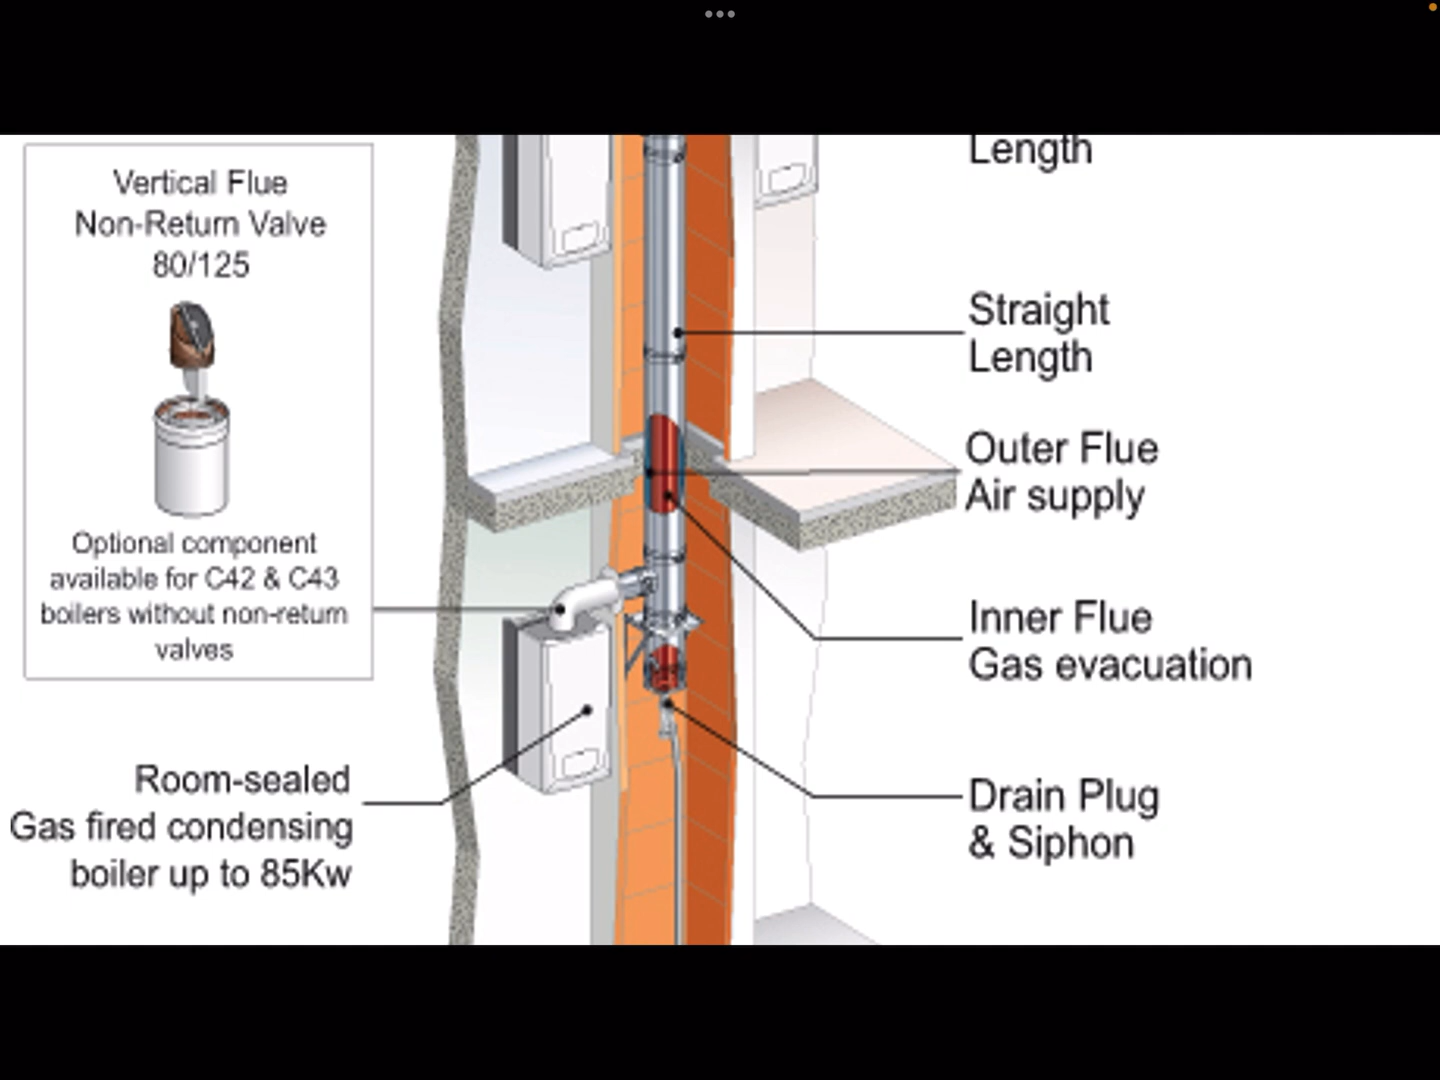 Vertical Flue
Non-Return Valve
80/125
Optional component
available for C42 & C43
boilers without non-return
valves
Room-sealed
Gas fired condensing
boiler up to 85Kw
Length
Straight
Length
Outer Flue
Air supply
Inner Flue
Gas evacuation
Drain Plug
& Siphon